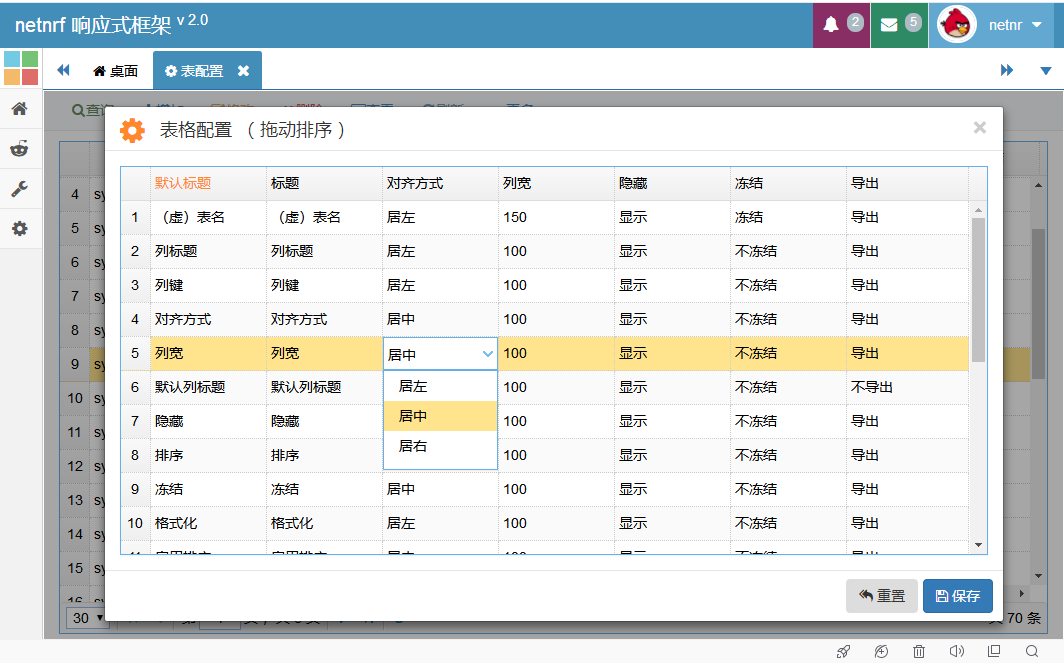 netnrf 响应式框架 v 2.0
2
5
netnr
桌面
表配置
表格配置 （ 拖动排序 ）
默认标题 标题 对齐方式 列宽 隐藏 冻结 导出
1 （虚）表名 （虚）表名 居左 150 显示 冻结 导出
2 列标题 列标题 居左 100 显示 不冻结 导出
3 列键 列键 居左 100 显示 不冻结 导出
4 对齐方式 对齐方式 居中 100 显示 不冻结 导出
5 列宽 列宽 居中 100 显示 不冻结 导出
6 默认列标题 默认列标题 居左 100 显示 不冻结 不导出
7 隐藏 隐藏 居中 100 显示 不冻结 导出
8 排序 排序 居右 100 显示 不冻结 导出
9 冻结 冻结 居中 100 显示 不冻结 导出
10 格式化 格式化 居左 100 显示 不冻结 导出
重置
保存
4 sy
5 sy
6 sy
7 sy
8 sy
9 sy
10 sy
11 sy
12 sy
13 sy
14 sy
15 sy
16
30
70 条